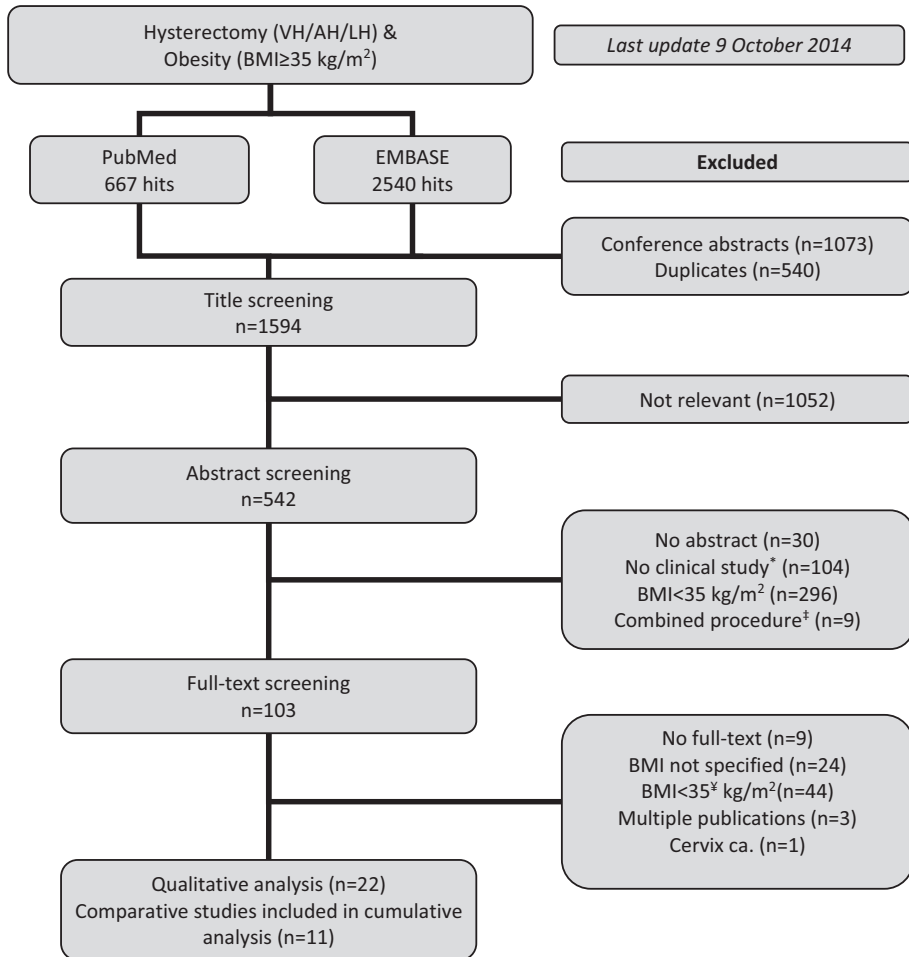 Hysterectomy (VH/AH/LH) &
Obesity (BMI≥35 kg/m²)
Last update 9 October 2014
PubMed
667 hits
EMBASE
2540 hits
Excluded
Conference abstracts (n=1073)
Duplicates (n=540)
Title screening
n=1594
Not relevant (n=1052)
Abstract screening
n=542
No abstract (n=30)
No clinical study* (n=104)
BMI<35 kg/m² (n=296)
Combined procedure‡ (n=9)
Full-text screening
n=103
No full-text (n=9)
BMI not specified (n=24)
BMI<35¥ kg/m²(n=44)
Multiple publications (n=3)
Cervix ca. (n=1)
Qualitative analysis (n=22)
Comparative studies included in cumulative
analysis (n=11)